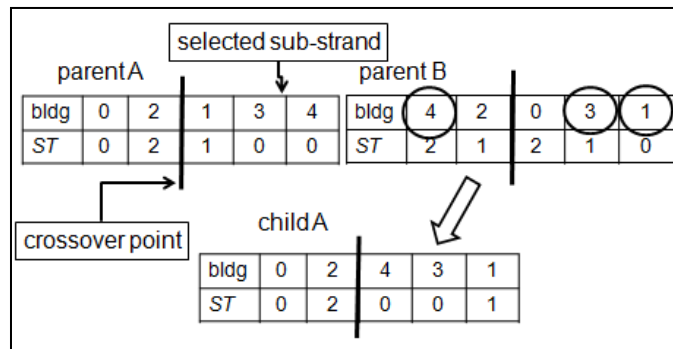 selected sub-strand
parent A
parent B
bldg 0 2 1 3 4
ST 0 2 1 0 0
bldg 4 2 0 3 1
ST 2 1 2 1 0
crossover point
child A
bldg 0 2 4 3 1
ST 0 2 0 0 1